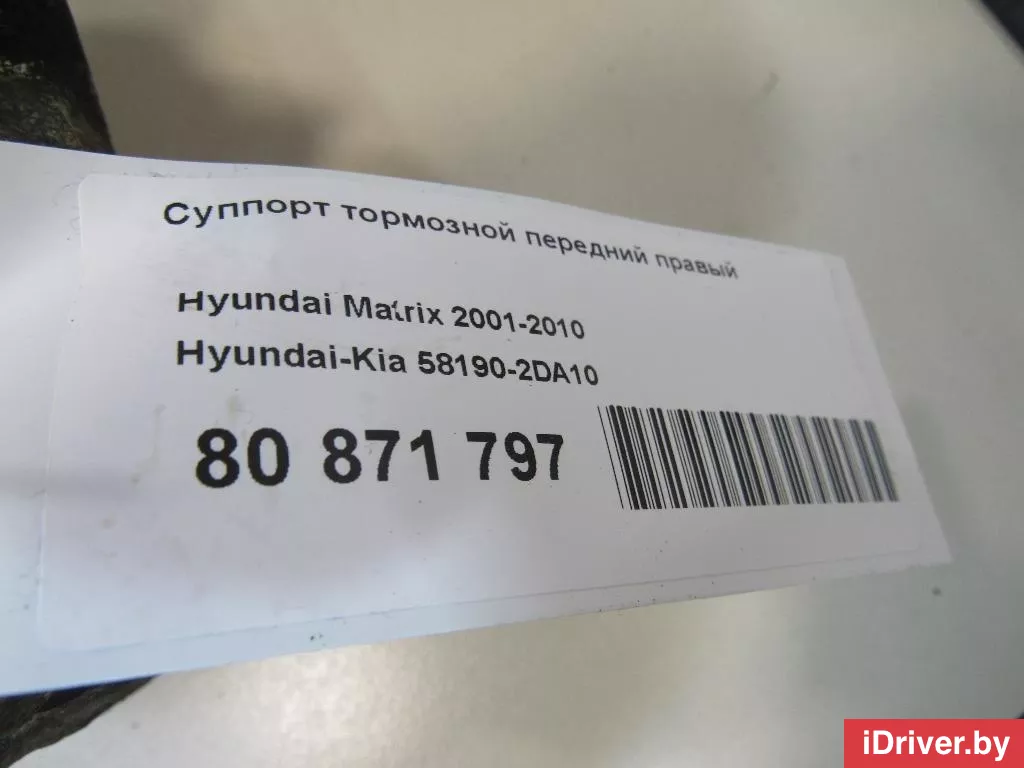 Суппорт тормозной передний правый
Hyundai Matrix 2001-2010
Hyundai-Kia 58190-2DA10
80 871 797
iDriver.by